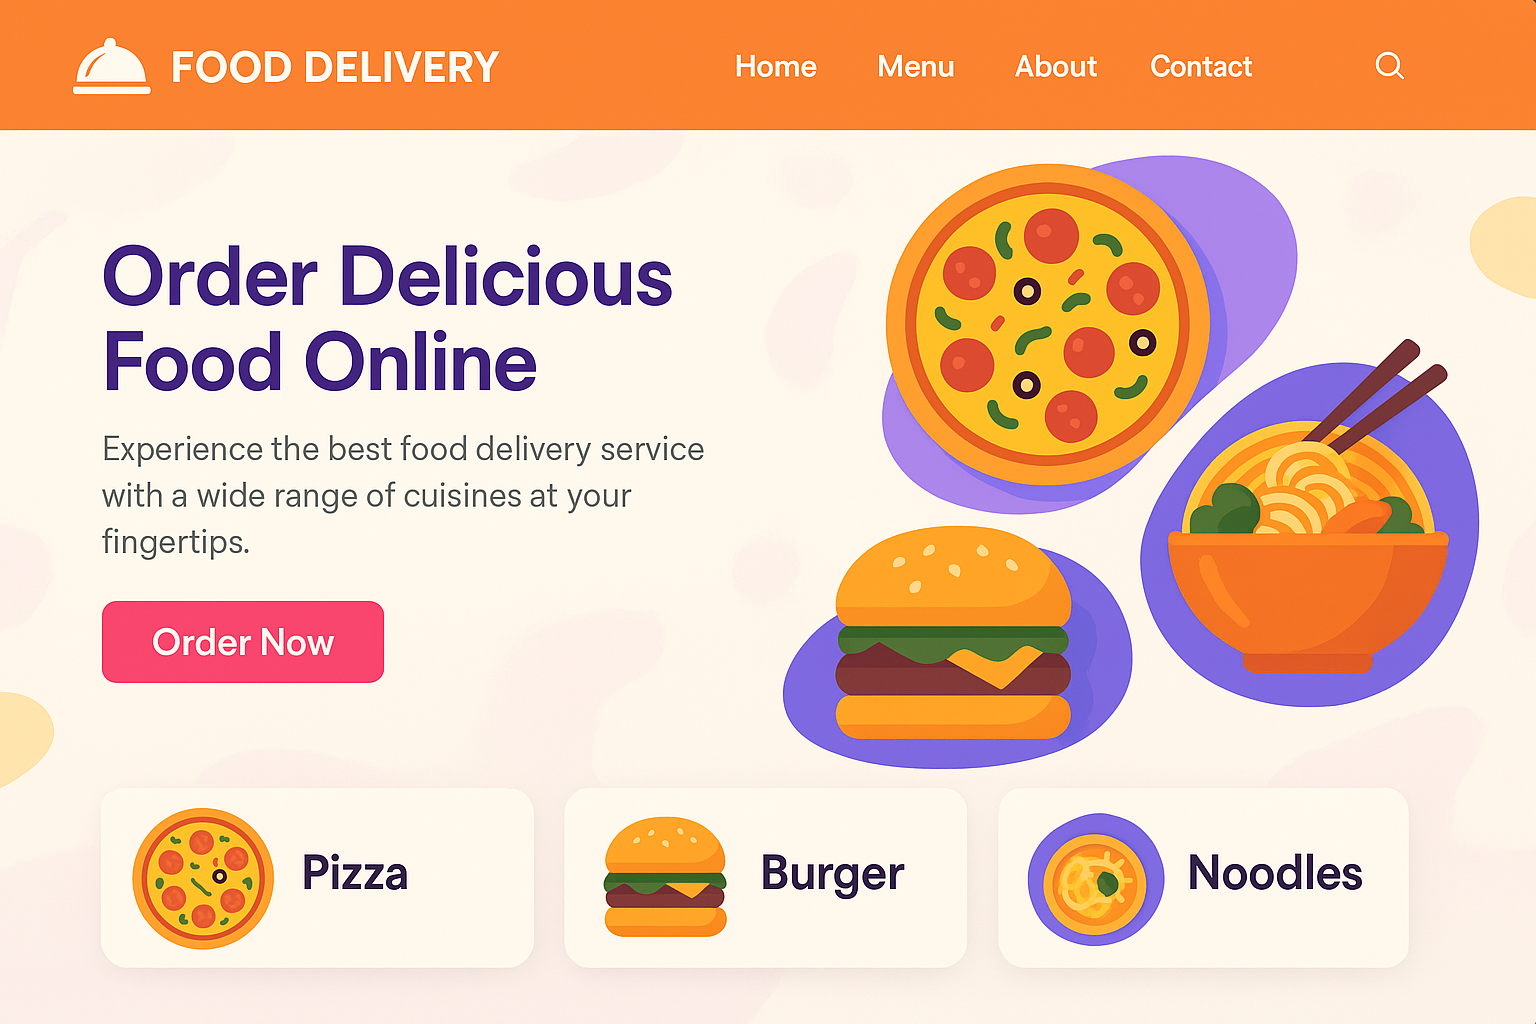 FOOD DELIVERY
Home Menu About Contact
Order Delicious
Food Online
Experience the best food delivery service
with a wide range of cuisines at your
fingertips.
Order Now
Pizza
Burger
Noodles